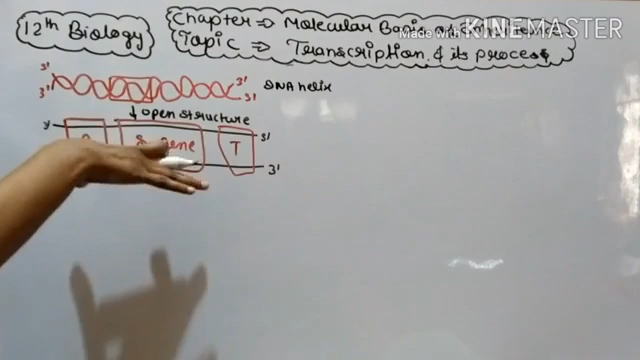 12th Biology
Chapter ⇒ Molecular Basis
Topic ⇒ Transcription & its process
Made with KINEMASTER
5' 3'
3' 5' DNA helix
↓ open structure
3' 5'
S. gene T
3'